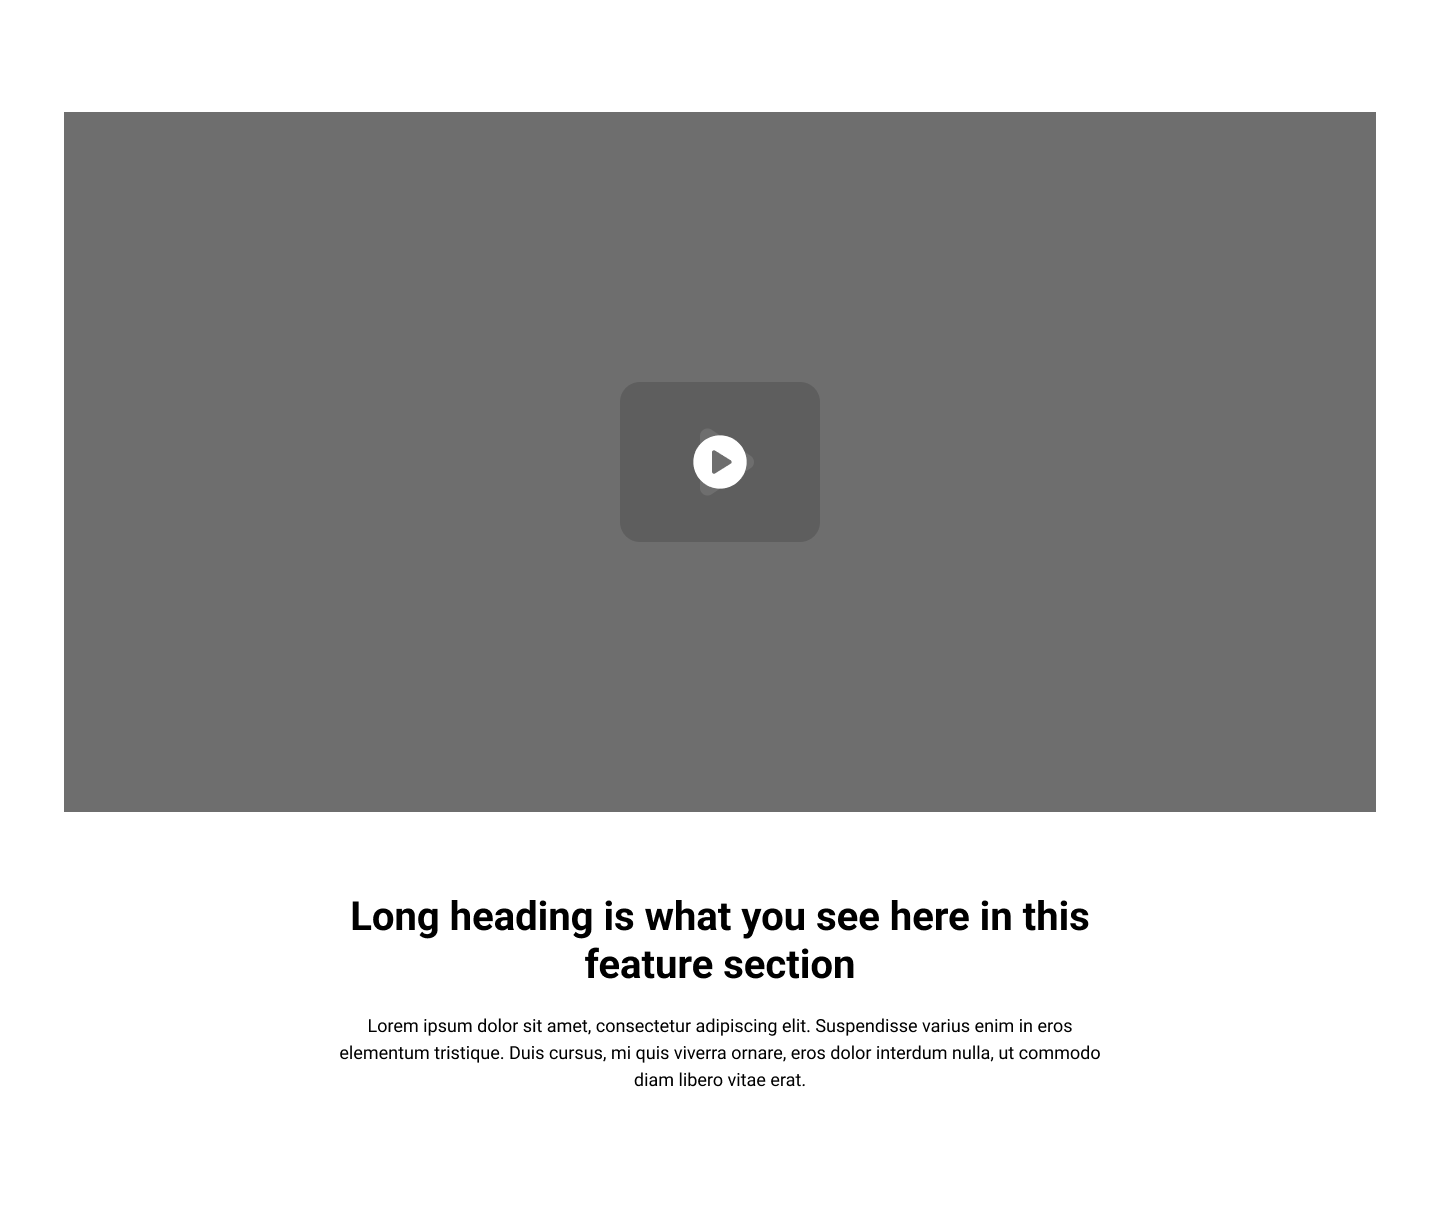 Long heading is what you see here in this
feature section
Lorem ipsum dolor sit amet, consectetur adipiscing elit. Suspendisse varius enim in eros
elementum tristique. Duis cursus, mi quis viverra ornare, eros dolor interdum nulla, ut commodo
diam libero vitae erat.